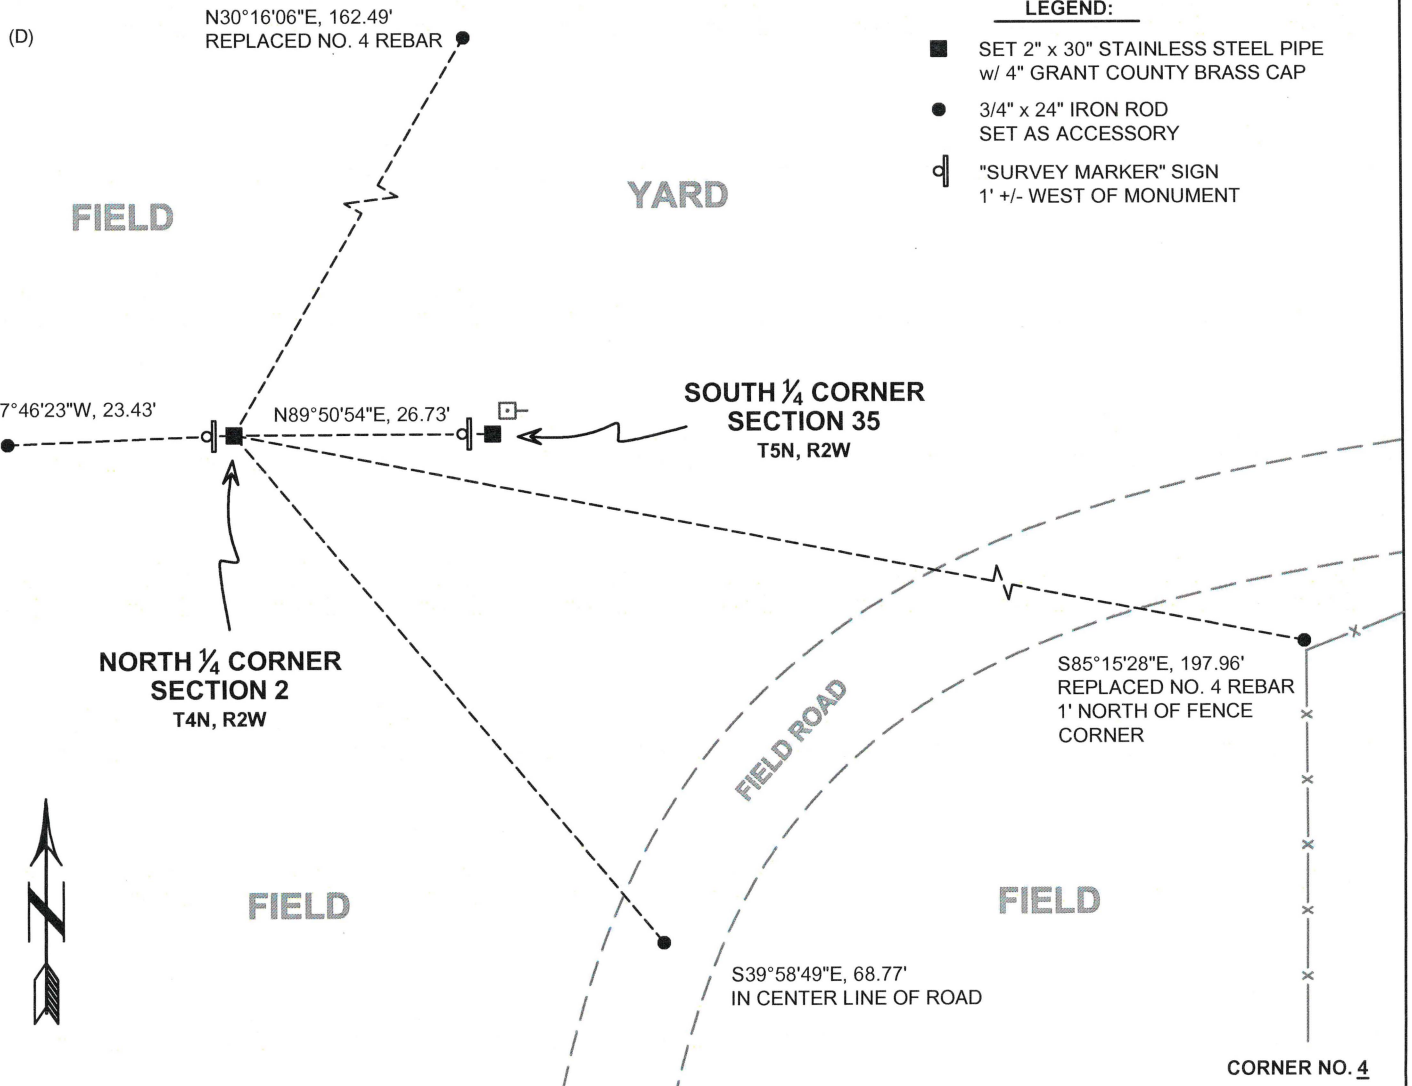 (D)
N30°16'06"E, 162.49'
REPLACED NO. 4 REBAR
LEGEND:
SET 2" x 30" STAINLESS STEEL PIPE
w/ 4" GRANT COUNTY BRASS CAP
3/4" x 24" IRON ROD
SET AS ACCESSORY
"SURVEY MARKER" SIGN
1' +/- WEST OF MONUMENT
FIELD
YARD
7°46'23"W, 23.43'
N89°50'54"E, 26.73'
SOUTH 1/4 CORNER
SECTION 35
T5N, R2W
NORTH 1/4 CORNER
SECTION 2
T4N, R2W
S85°15'28"E, 197.96'
REPLACED NO. 4 REBAR
1' NORTH OF FENCE
CORNER
FIELD ROAD
N
FIELD
FIELD
S39°58'49"E, 68.77'
IN CENTER LINE OF ROAD
CORNER NO. 4